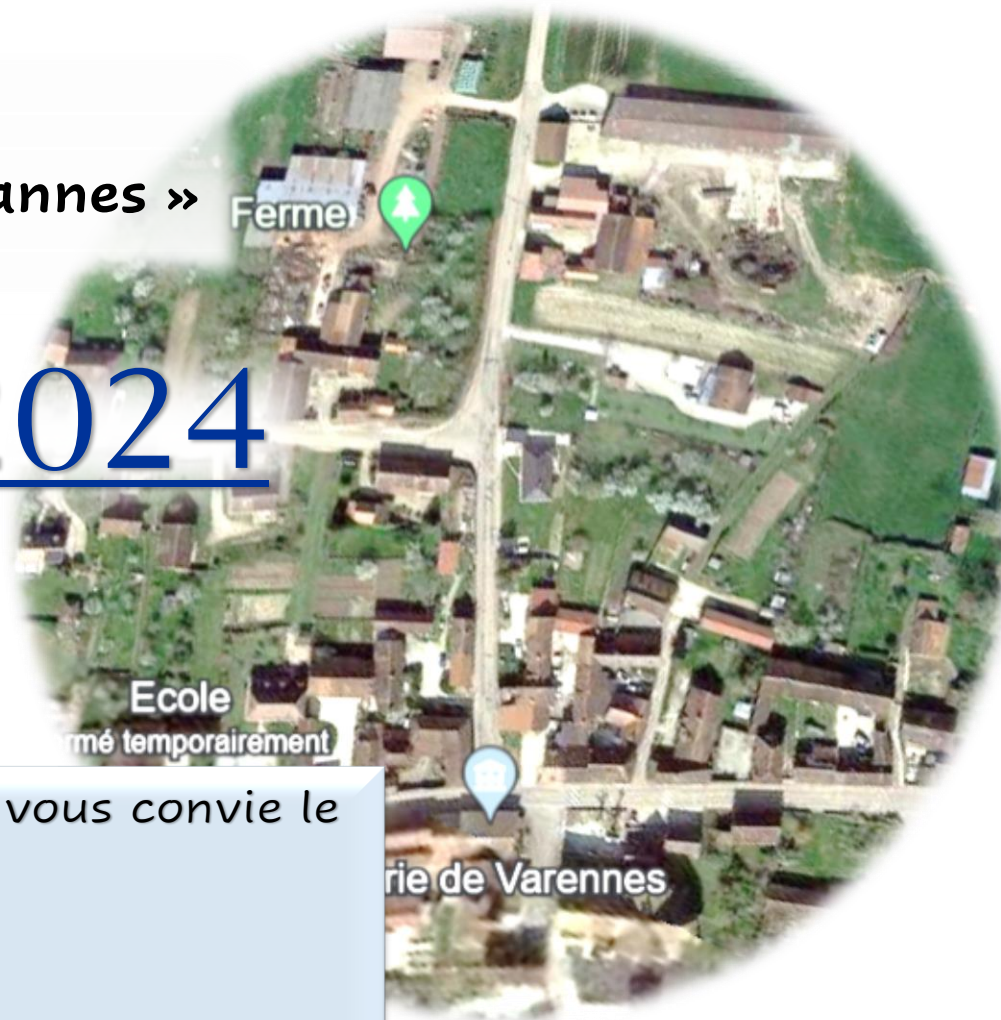 annes »
Ferme
2024
Ecole
rmé temporairement
vous convie le
rie de Varennes